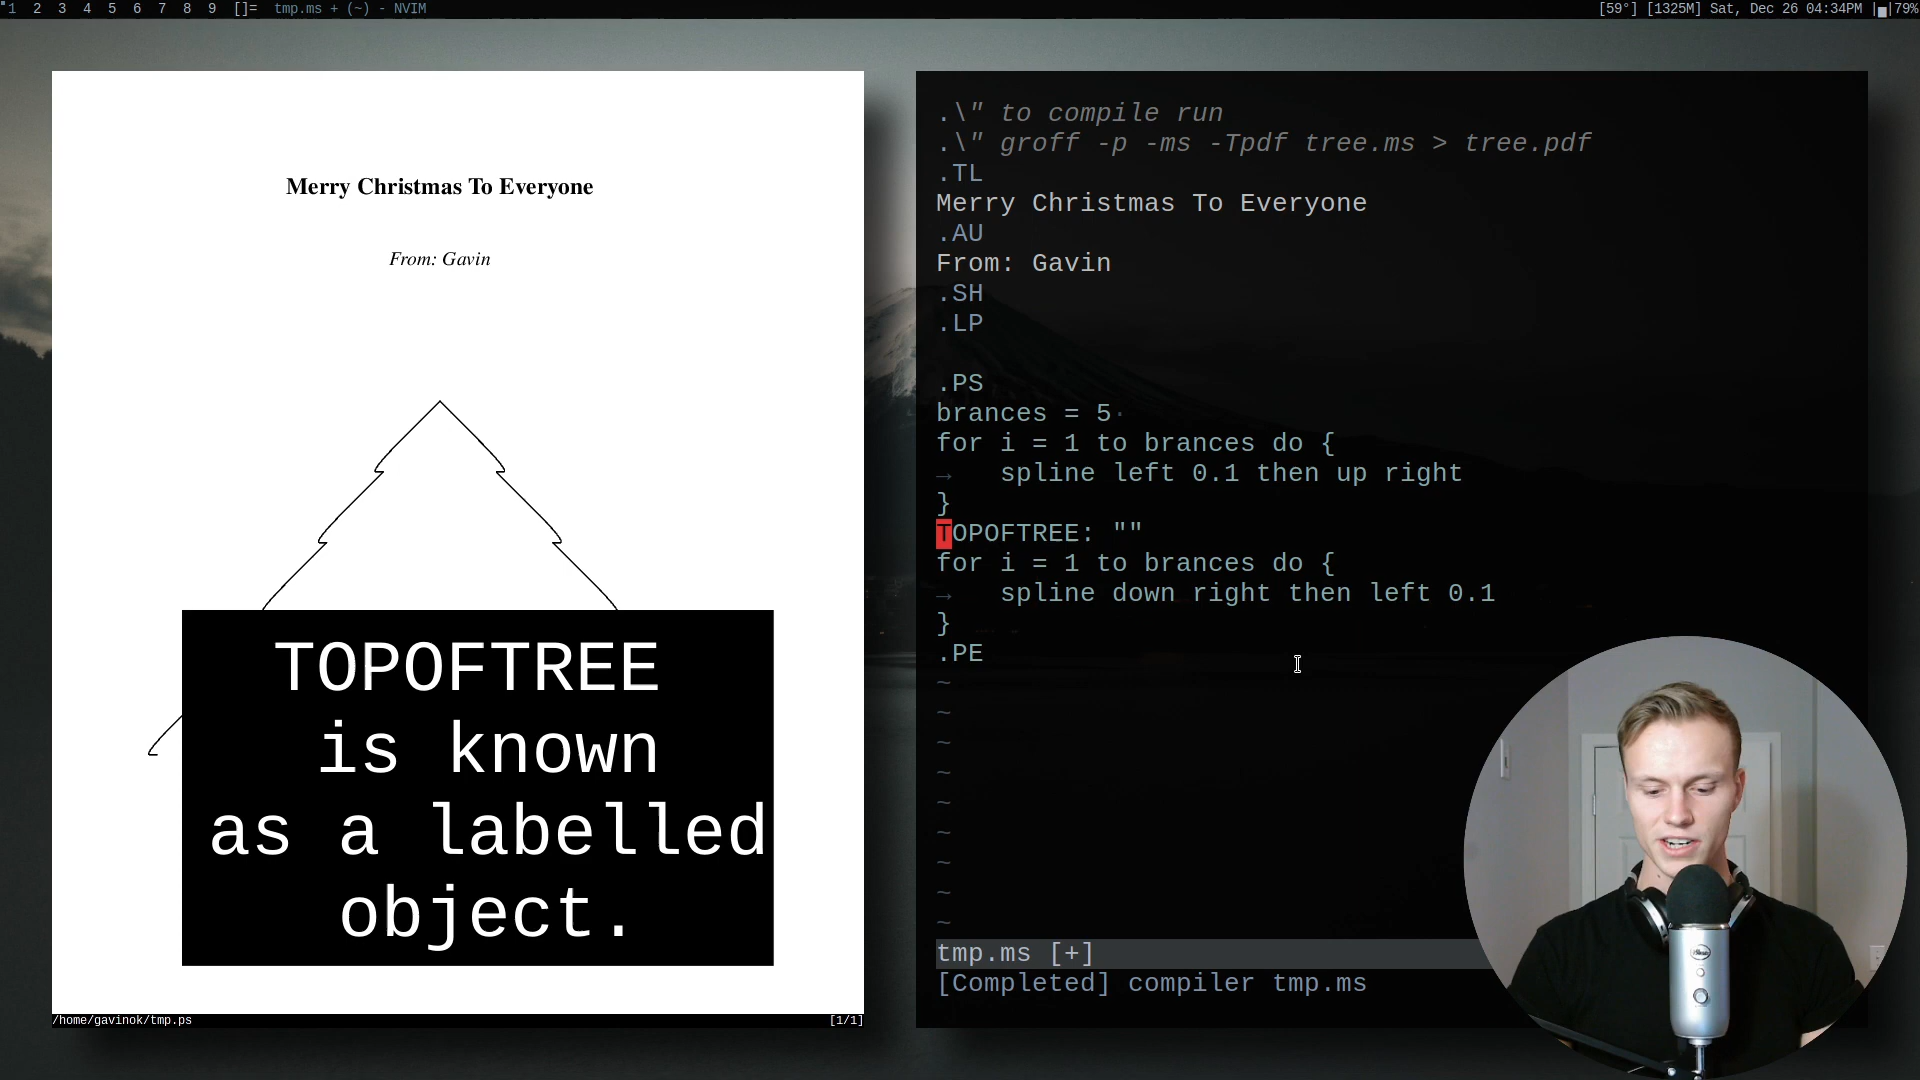 1 2 3 4 5 6 7 8 9 []= tmp.ms + (~) - NVIM
[59°] [1325M] Sat, Dec 26 04:34PM |▄|79%
Merry Christmas To Everyone
From: Gavin
TOPOFTREE
is known
as a labelled
object.
/home/gavinok/tmp.ps [1/1]
.\" to compile run
.\" groff -p -ms -Tpdf tree.ms > tree.pdf
.TL
Merry Christmas To Everyone
.AU
From: Gavin
.SH
.LP
.PS
brances = 5·
for i = 1 to brances do {
→   spline left 0.1 then up right
}
TOPOFTREE: ""
for i = 1 to brances do {
→   spline down right then left 0.1
}
.PE
~
~
~
~
~
~
~
~
~
tmp.ms [+]
[Completed] compiler tmp.ms